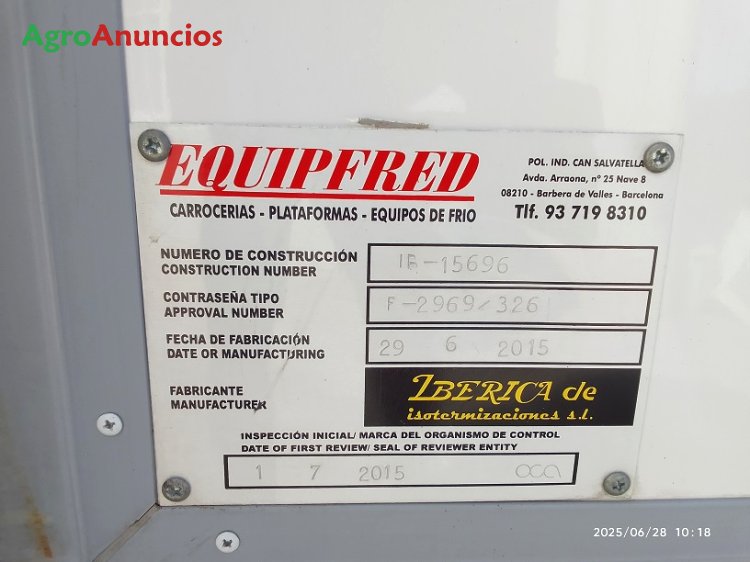 AgroAnuncios
EQUIPFRED
CARROCERIAS - PLATAFORMAS - EQUIPOS DE FRIO
POL. IND. CAN SALVATELLA
Avda. Arraona, nº 25 Nave 8
08210 - Barbera de Valles - Barcelona
Tlf. 93 719 8310
NUMERO DE CONSTRUCCIÓN
CONSTRUCTION NUMBER
IB-15696
CONTRASEÑA TIPO
APPROVAL NUMBER
F-2969/326
FECHA DE FABRICACIÓN
DATE OR MANUFACTURING
29 6 2015
FABRICANTE
MANUFACTURER
IBERICA de
isotermizaciones s.l.
INSPECCIÓN INICIAL/ MARCA DEL ORGANISMO DE CONTROL
DATE OF FIRST REVIEW/ SEAL OF REVIEWER ENTITY
1 7 2015 oca
2025/06/28 10:18